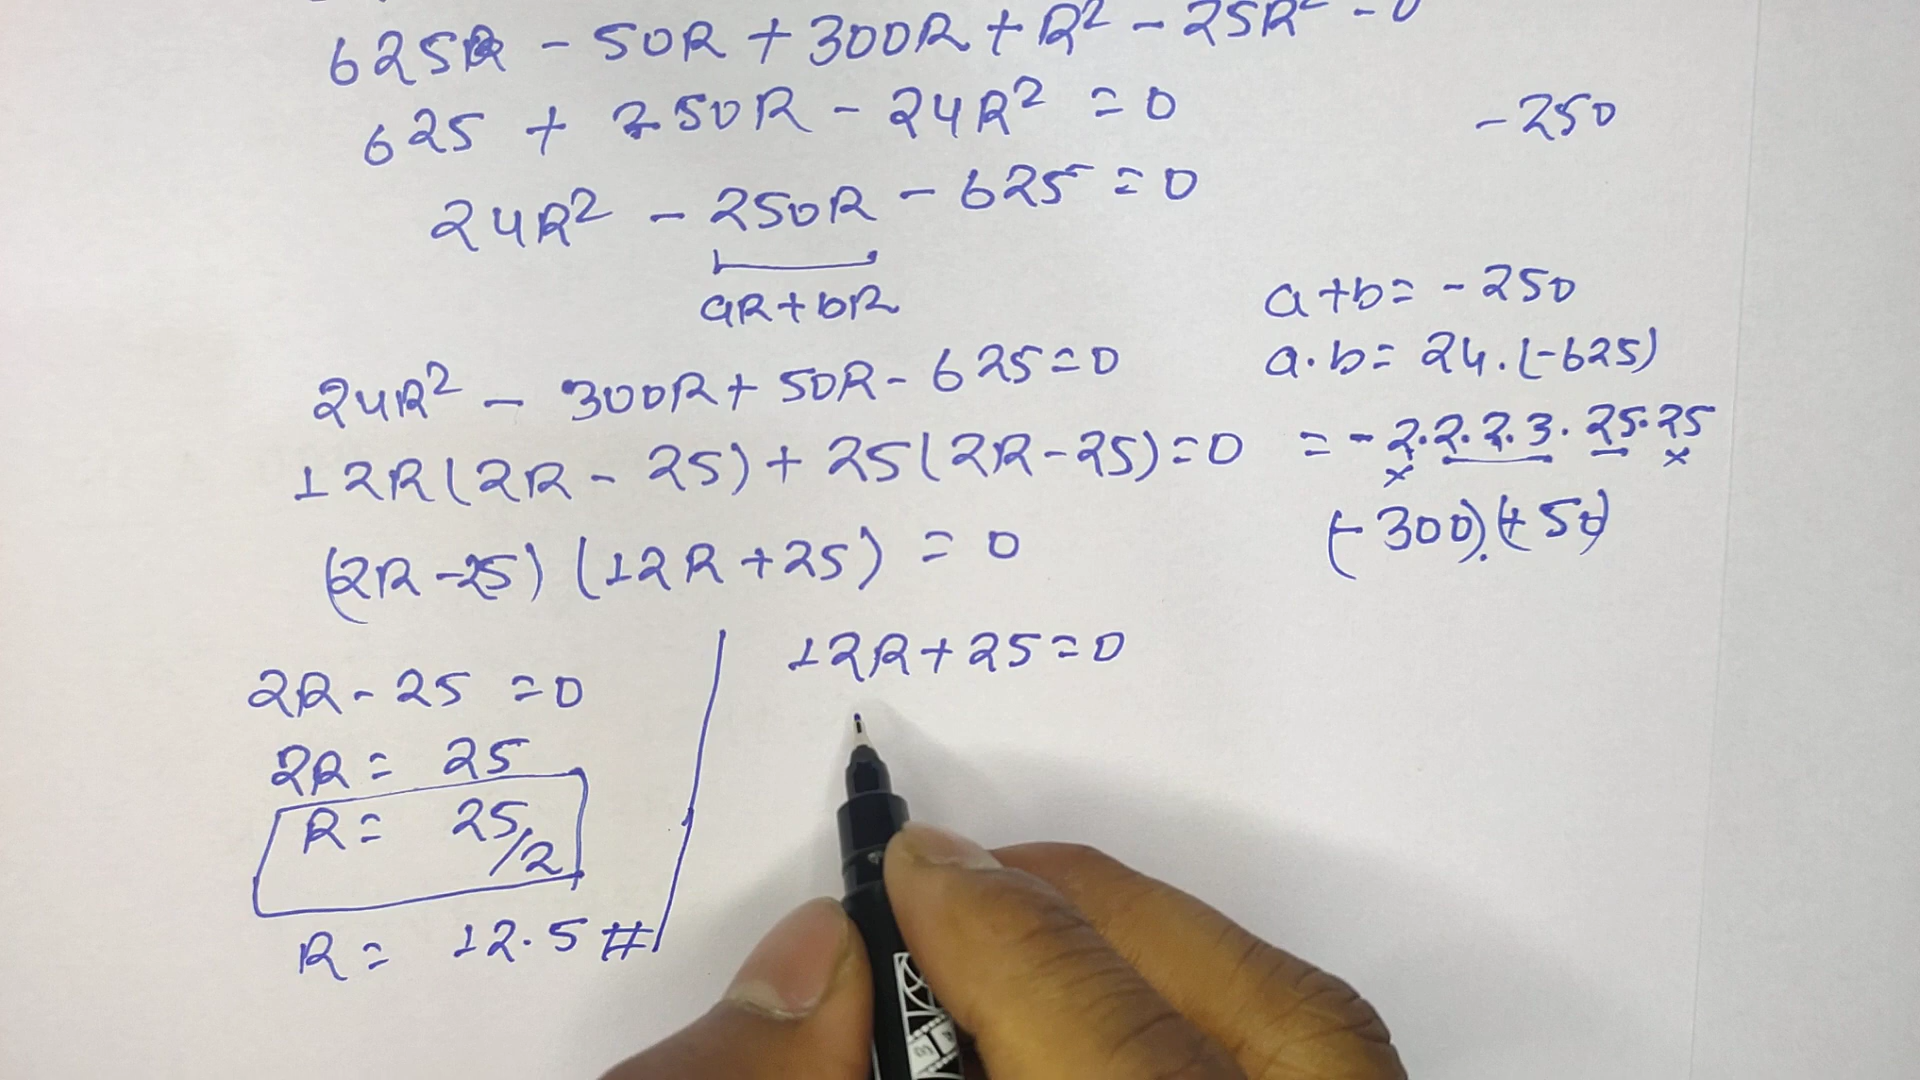 625R - 50R + 300R + R² - 25R² = 0
625 + 250R - 24R² = 0
-250
24R² - 250R - 625 = 0
aR + bR
a+b = -250
a.b = 24.(-625)
24R² - 300R + 50R - 625 = 0
= -2.2.2.3.25.25
12R(2R - 25) + 25(2R - 25) = 0
(-300).(+50)
(2R - 25) (12R + 25) = 0
2R - 25 = 0
2R = 25
R = 25/2
R = 12.5 #
12R + 25 = 0